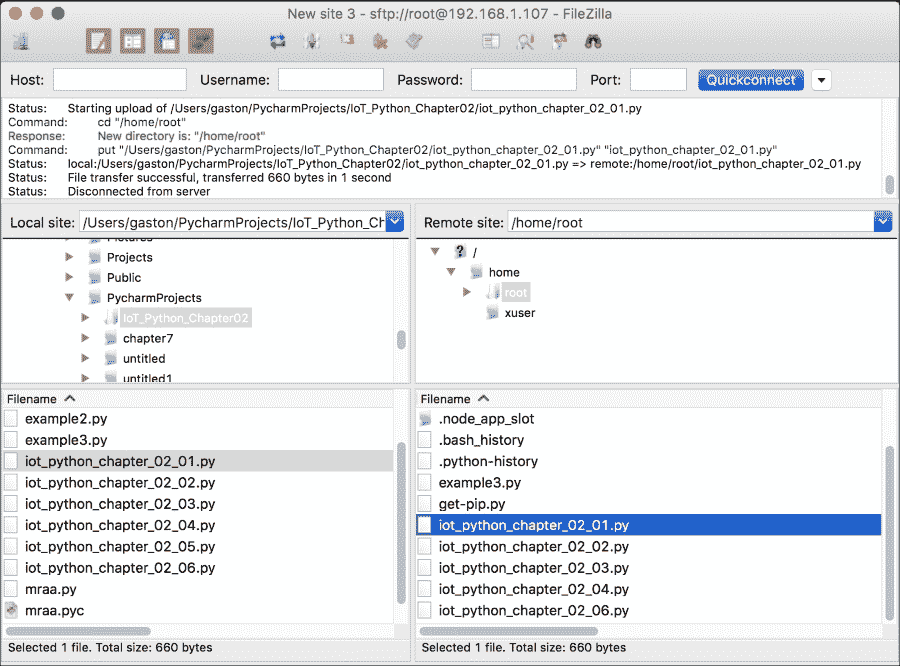 New site 3 - sftp://root@192.168.1.107 - FileZilla
Host: Username: Password: Port: Quickconnect
Status: Starting upload of /Users/gaston/PycharmProjects/IoT_Python_Chapter02/iot_python_chapter_02_01.py
Command: cd "/home/root"
Response: New directory is: "/home/root"
Command: put "/Users/gaston/PycharmProjects/IoT_Python_Chapter02/iot_python_chapter_02_01.py" "iot_python_chapter_02_01.py"
Status: local:/Users/gaston/PycharmProjects/IoT_Python_Chapter02/iot_python_chapter_02_01.py => remote:/home/root/iot_python_chapter_02_01.py
Status: File transfer successful, transferred 660 bytes in 1 second
Status: Disconnected from server
Local site: /Users/gaston/PycharmProjects/IoT_Python_Ch
Pictures
Projects
Public
PycharmProjects
IoT_Python_Chapter02
chapter7
untitled
untitled1
Filename
example2.py
example3.py
iot_python_chapter_02_01.py
iot_python_chapter_02_02.py
iot_python_chapter_02_03.py
iot_python_chapter_02_04.py
iot_python_chapter_02_05.py
iot_python_chapter_02_06.py
mraa.py
mraa.pyc
Selected 1 file. Total size: 660 bytes
Remote site: /home/root
? /
home
root
xuser
Filename
.node_app_slot
.bash_history
.python-history
example3.py
get-pip.py
iot_python_chapter_02_01.py
iot_python_chapter_02_02.py
iot_python_chapter_02_03.py
iot_python_chapter_02_04.py
iot_python_chapter_02_06.py
Selected 1 file. Total size: 660 bytes